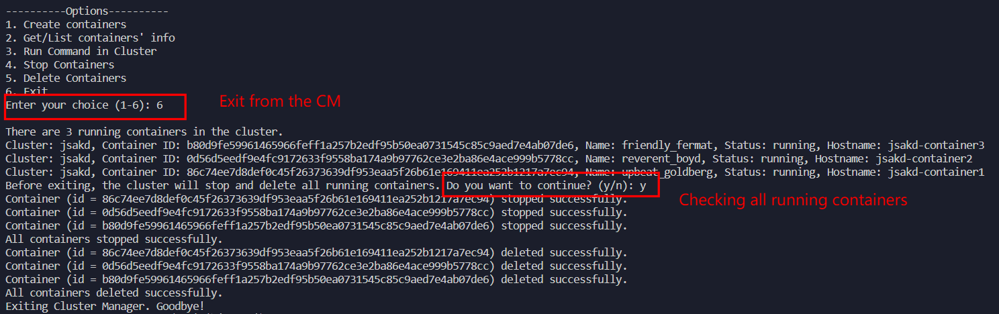 ----------Options----------
1. Create containers
2. Get/List containers' info
3. Run Command in Cluster
4. Stop Containers
5. Delete Containers
6. Exit
Enter your choice (1-6): 6
Exit from the CM
There are 3 running containers in the cluster.
Cluster: jsakd, Container ID: b80d9fe59961465966feff1a257b2edf95b50ea0731545c85c9aed7e4ab07de6, Name: friendly_fermat, Status: running, Hostname: jsakd-container3
Cluster: jsakd, Container ID: 0d56d5eedf9e4fc9172633f9558ba174a9b97762ce3e2ba86e4ace999b5778cc, Name: reverent_boyd, Status: running, Hostname: jsakd-container2
Cluster: jsakd, Container ID: 86c74ee7d8def0c45f26373639df953eaa5f26b61e169411ea252b1217a7ec94, Name: upbeat_goldberg, Status: running, Hostname: jsakd-container1
Before exiting, the cluster will stop and delete all running containers. Do you want to continue? (y/n): y
Checking all running containers
Container (id = 86c74ee7d8def0c45f26373639df953eaa5f26b61e169411ea252b1217a7ec94) stopped successfully.
Container (id = 0d56d5eedf9e4fc9172633f9558ba174a9b97762ce3e2ba86e4ace999b5778cc) stopped successfully.
Container (id = b80d9fe59961465966feff1a257b2edf95b50ea0731545c85c9aed7e4ab07de6) stopped successfully.
All containers stopped successfully.
Container (id = 86c74ee7d8def0c45f26373639df953eaa5f26b61e169411ea252b1217a7ec94) deleted successfully.
Container (id = 0d56d5eedf9e4fc9172633f9558ba174a9b97762ce3e2ba86e4ace999b5778cc) deleted successfully.
Container (id = b80d9fe59961465966feff1a257b2edf95b50ea0731545c85c9aed7e4ab07de6) deleted successfully.
All containers deleted successfully.
Exiting Cluster Manager. Goodbye!